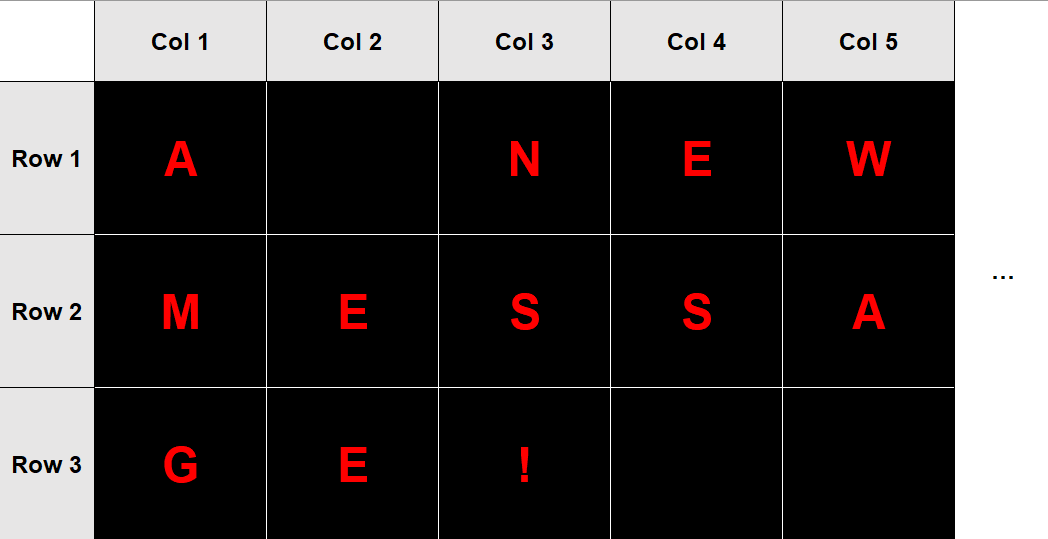 Col 1 Col 2 Col 3 Col 4 Col 5
Row 1 A N E W
Row 2 M E S S A
...
Row 3 G E !